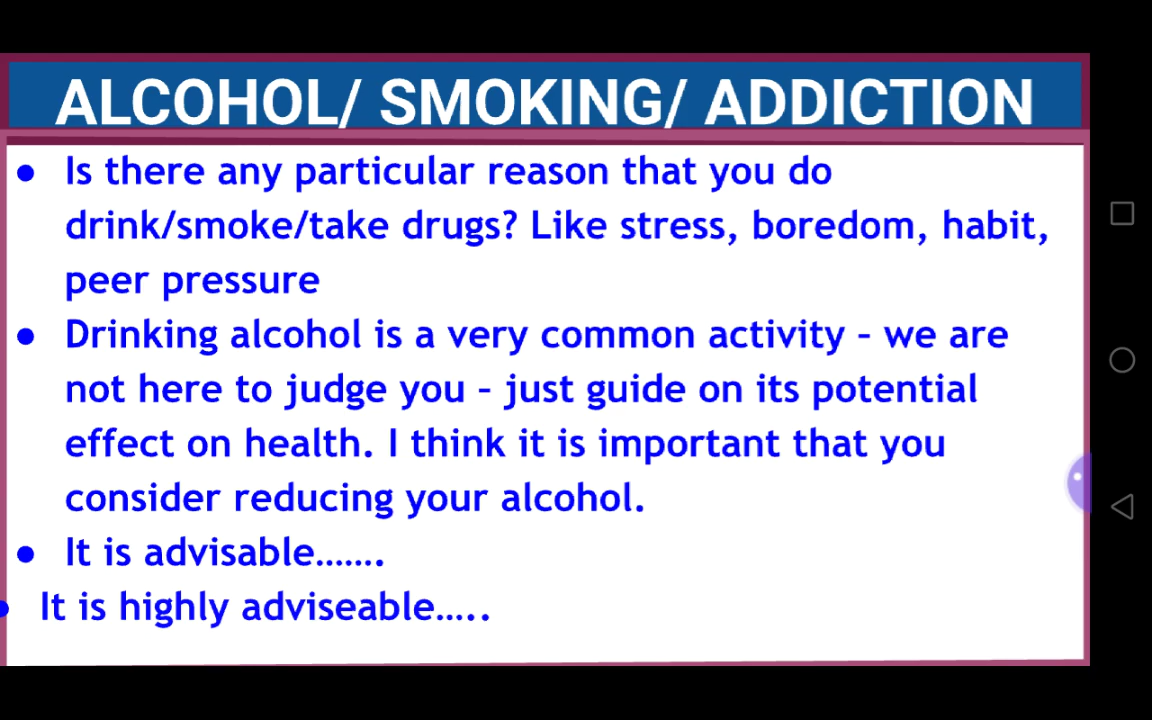 ALCOHOL/ SMOKING/ ADDICTION
● Is there any particular reason that you do
drink/smoke/take drugs? Like stress, boredom, habit,
peer pressure
● Drinking alcohol is a very common activity – we are
not here to judge you – just guide on its potential
effect on health. I think it is important that you
consider reducing your alcohol.
● It is advisable…….
● It is highly adviseable…..